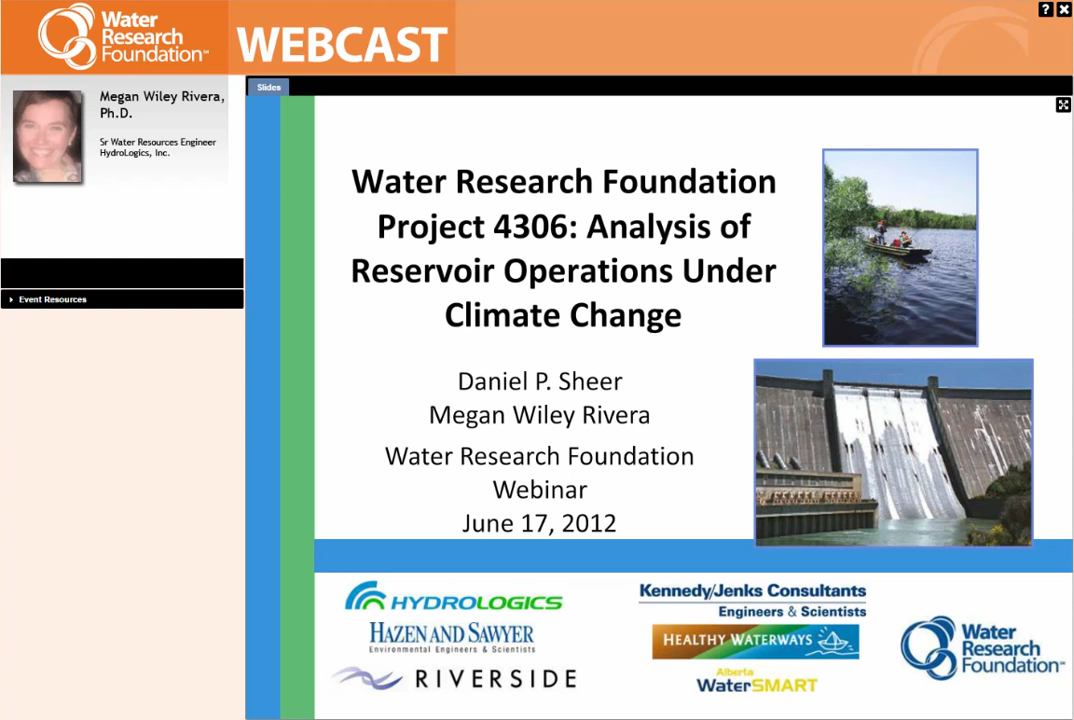 Water
Research
Foundation™
WEBCAST
Megan Wiley Rivera,
Ph.D.
Sr Water Resources Engineer
HydroLogics, Inc.
Event Resources
Slides
Water Research Foundation
Project 4306: Analysis of
Reservoir Operations Under
Climate Change
Daniel P. Sheer
Megan Wiley Rivera
Water Research Foundation
Webinar
June 17, 2012
HYDROLOGICS
HAZEN AND SAWYER
Environmental Engineers & Scientists
RIVERSIDE
Kennedy/Jenks Consultants
Engineers & Scientists
HEALTHY WATERWAYS
Alberta
WaterSMART
Water
Research
Foundation™